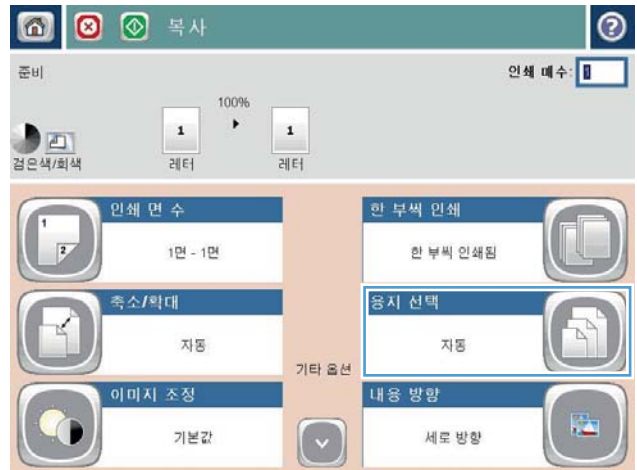 복사
준비
인쇄 매수: 1
100%
1 1
검은색/회색 레터 레터
인쇄 면 수
1
2
1면 - 1면
한 부씩 인쇄
한 부씩 인쇄됨
축소/확대
자동
용지 선택
자동
기타 옵션
이미지 조정
기본값
내용 방향
세로 방향